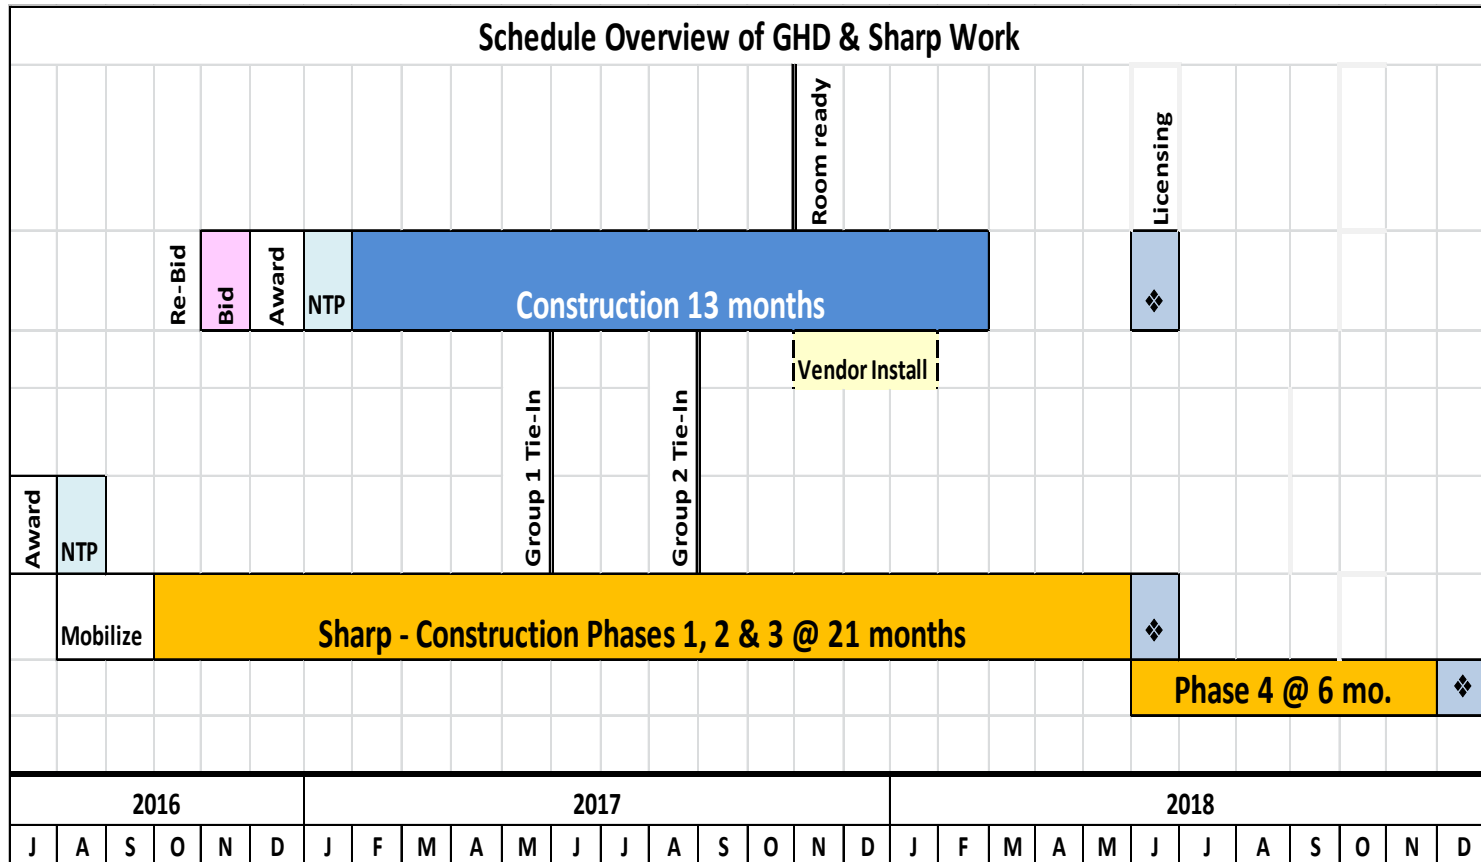 Schedule Overview of GHD & Sharp Work
Room ready
Licensing
Re-Bid
Bid
Award
NTP
Construction 13 months
❖
Vendor Install
Group 1 Tie-In
Group 2 Tie-In
Award
NTP
Mobilize
Sharp - Construction Phases 1, 2 & 3 @ 21 months
❖
Phase 4 @ 6 mo.
❖
2016 2017 2018
J A S O N D J F M A M J J A S O N D J F M A M J J A S O N D